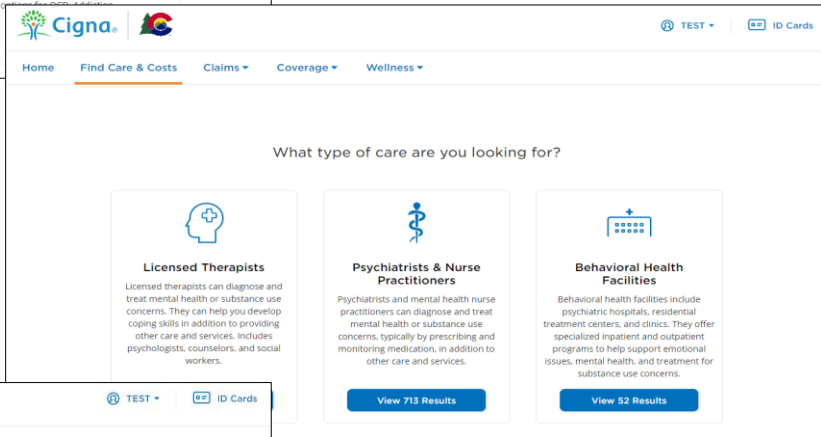 ations for OCD, Addiction
Cigna®
TEST
ID Cards
Home
Find Care & Costs
Claims
Coverage
Wellness
What type of care are you looking for?
Licensed Therapists
Licensed therapists can diagnose and
treat mental health or substance use
concerns. They can help you develop
coping skills in addition to providing
other care and services. Includes
psychologists, counselors, and social
workers.
Psychiatrists & Nurse
Practitioners
Psychiatrists and mental health nurse
practitioners can diagnose and treat
mental health or substance use
concerns, typically by prescribing and
monitoring medication, in addition to
other care and services.
View 713 Results
Behavioral Health
Facilities
Behavioral health facilities include
psychiatric hospitals, residential
treatment centers, and clinics. They offer
specialized inpatient and outpatient
programs to help support emotional
issues, mental health, and treatment for
substance use concerns.
View 52 Results
TEST
ID Cards